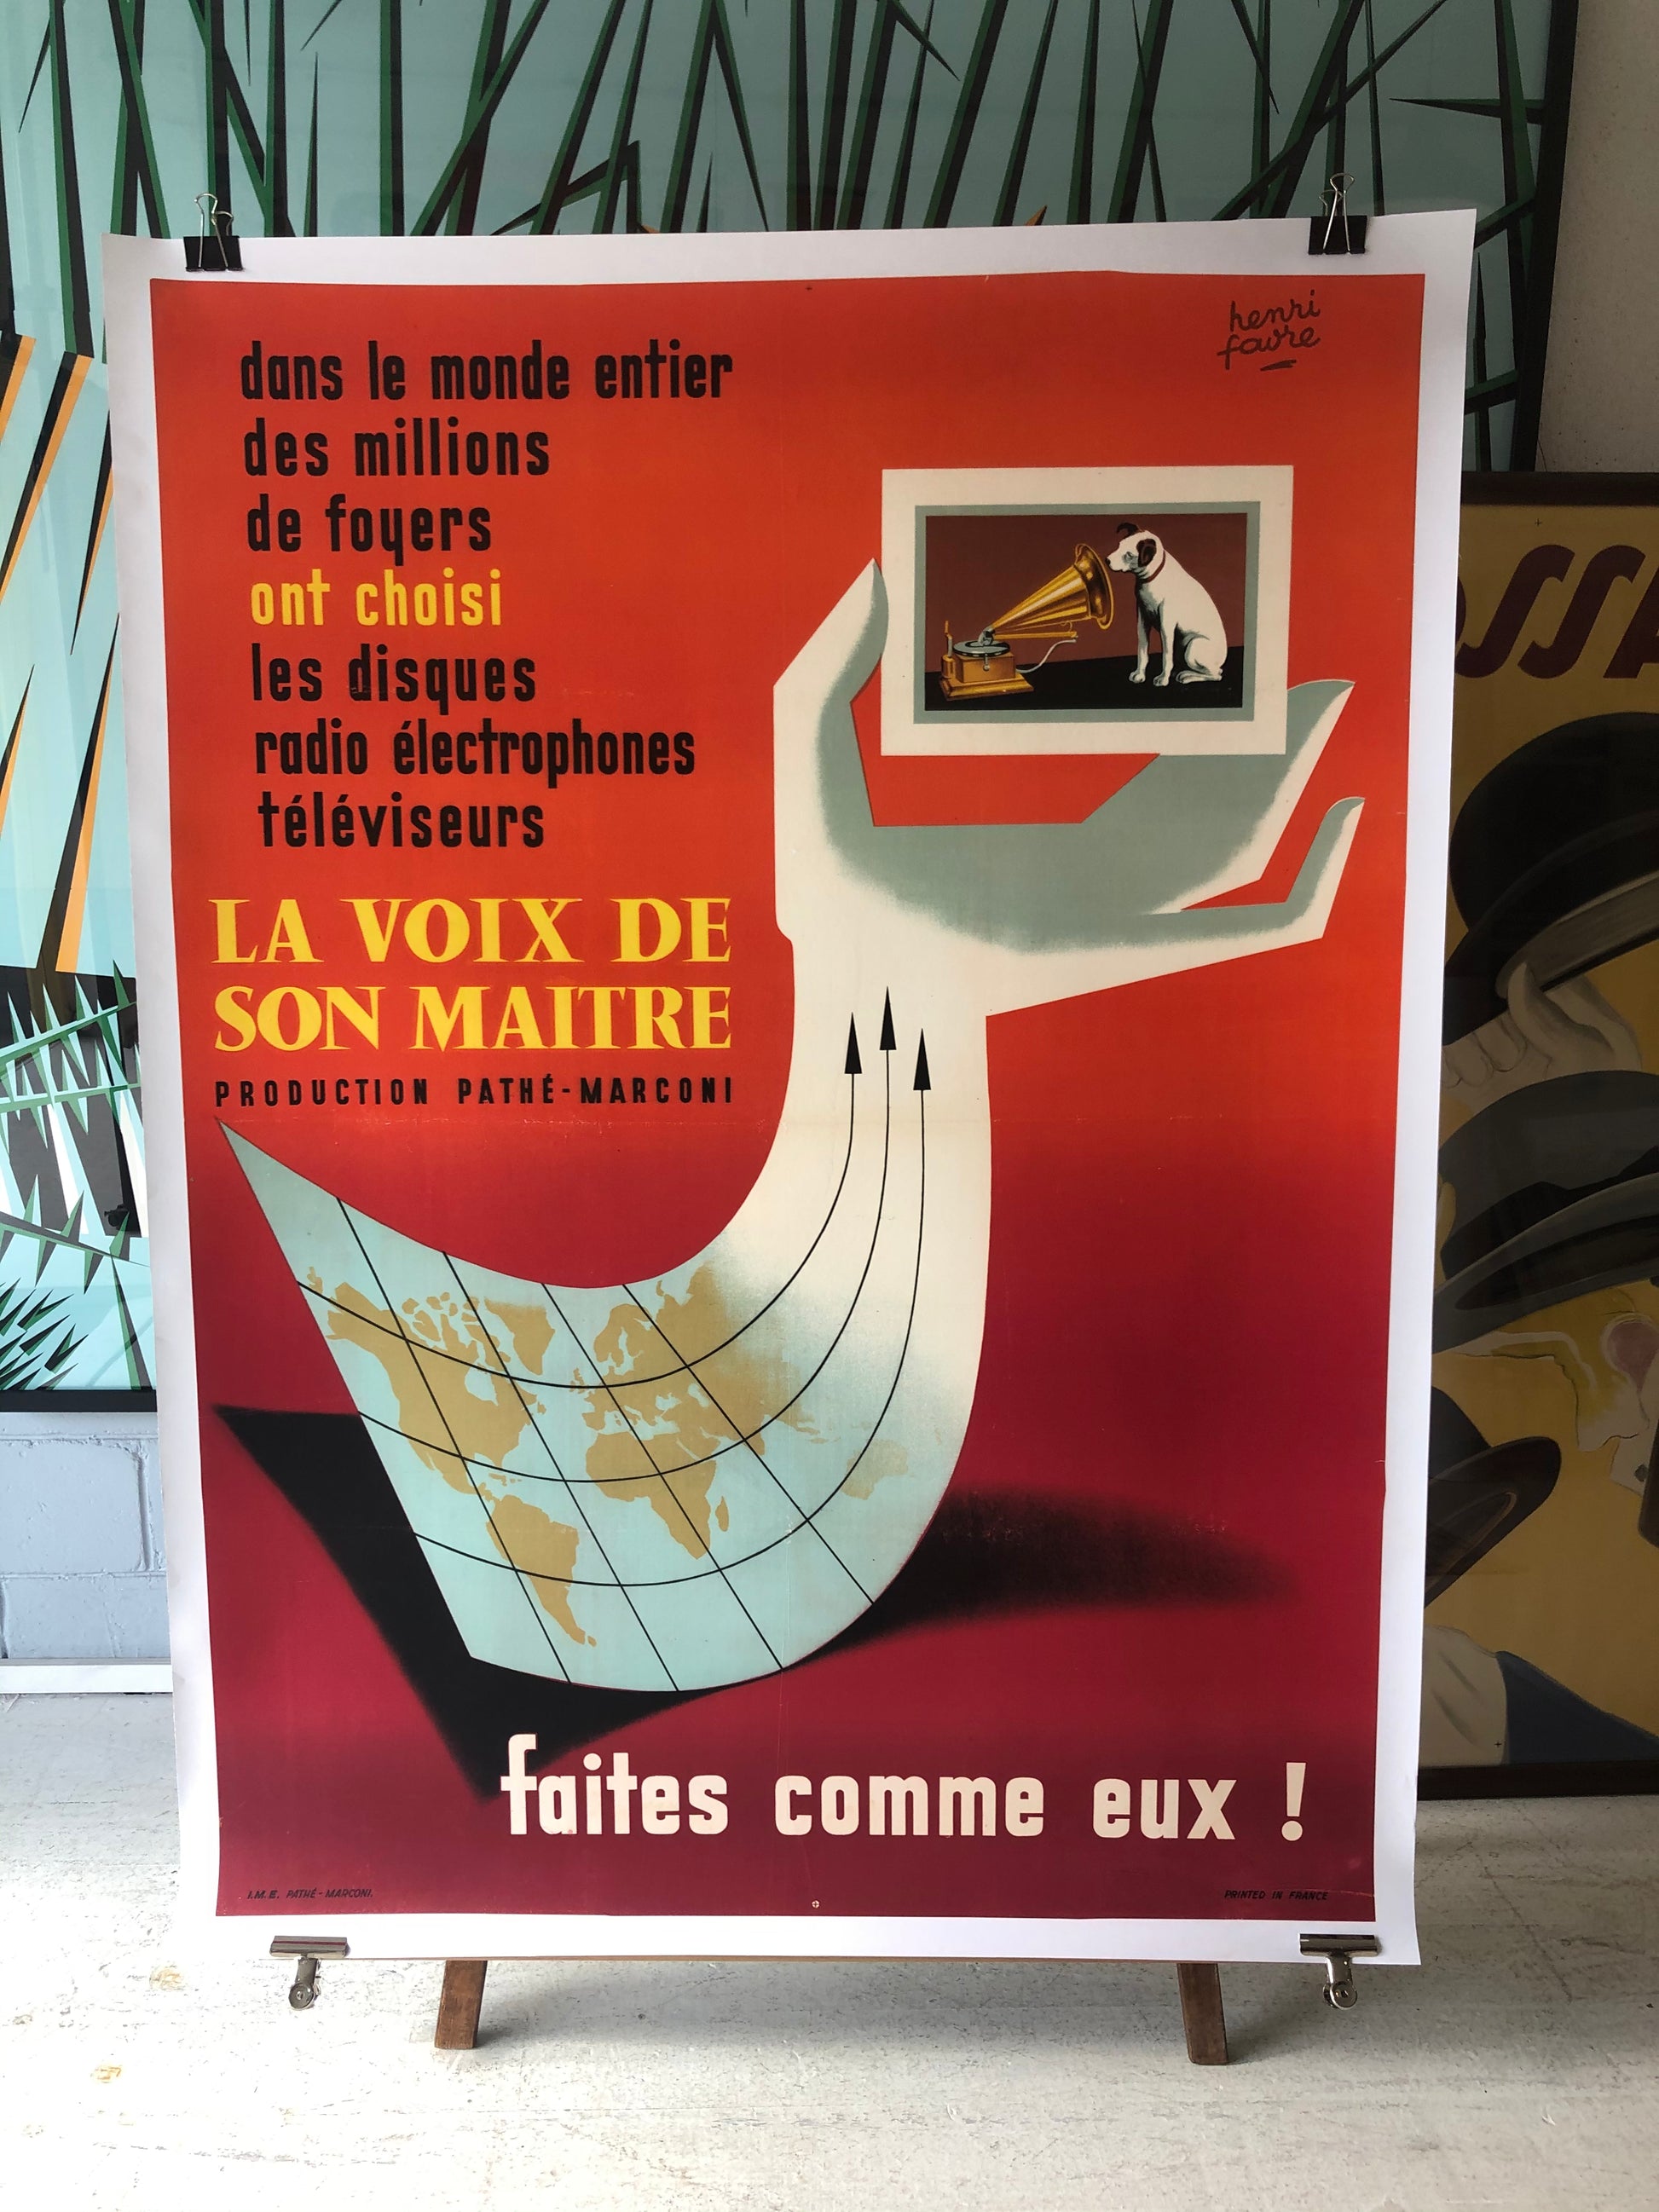 henri
favre
dans le monde entier
des millions
de foyers
ont choisi
les disques
radio électrophones
téléviseurs
LA VOIX DE
SON MAITRE
PRODUCTION PATHÉ-MARCONI
faites comme eux !
I.M.E. PATHÉ-MARCONI.
PRINTED IN FRANCE